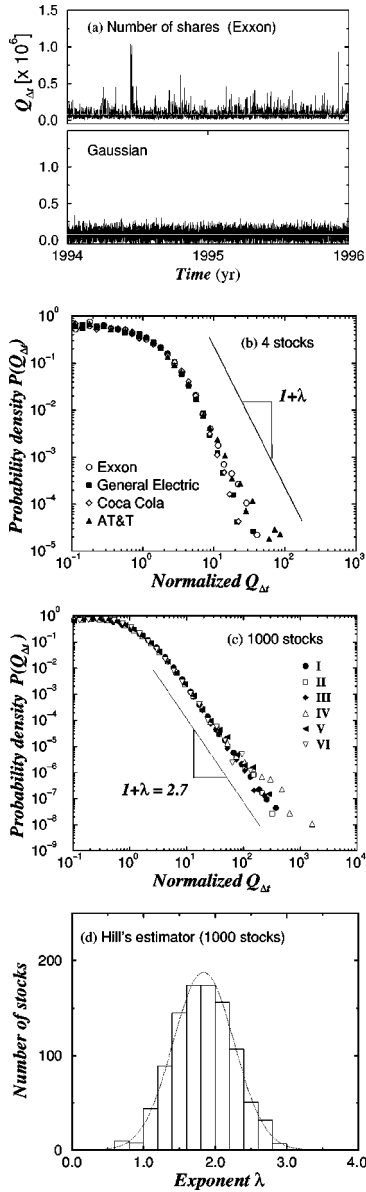 (a) Number of shares (Exxon)
Q_Δt [x 10^6]
1.5
1.0
0.5
0.0
Gaussian
1.0
0.5
0.0
1994
1995
1996
Time (yr)
(b) 4 stocks
Probability density P(Q_Δt)
10^0
10^-1
10^-2
10^-3
10^-4
10^-5
1+λ
Exxon
General Electric
Coca Cola
AT&T
10^-1
10^0
10^1
10^2
10^3
Normalized Q_Δt
(c) 1000 stocks
Probability density P(Q_Δt)
10^0
10^-1
10^-2
10^-3
10^-4
10^-5
10^-6
10^-7
10^-8
10^-9
I
II
III
IV
V
VI
1+λ = 2.7
10^-1
10^0
10^1
10^2
10^3
10^4
Normalized Q_Δt
(d) Hill's estimator (1000 stocks)
Number of stocks
200
100
0
0.0
1.0
2.0
3.0
4.0
Exponent λ